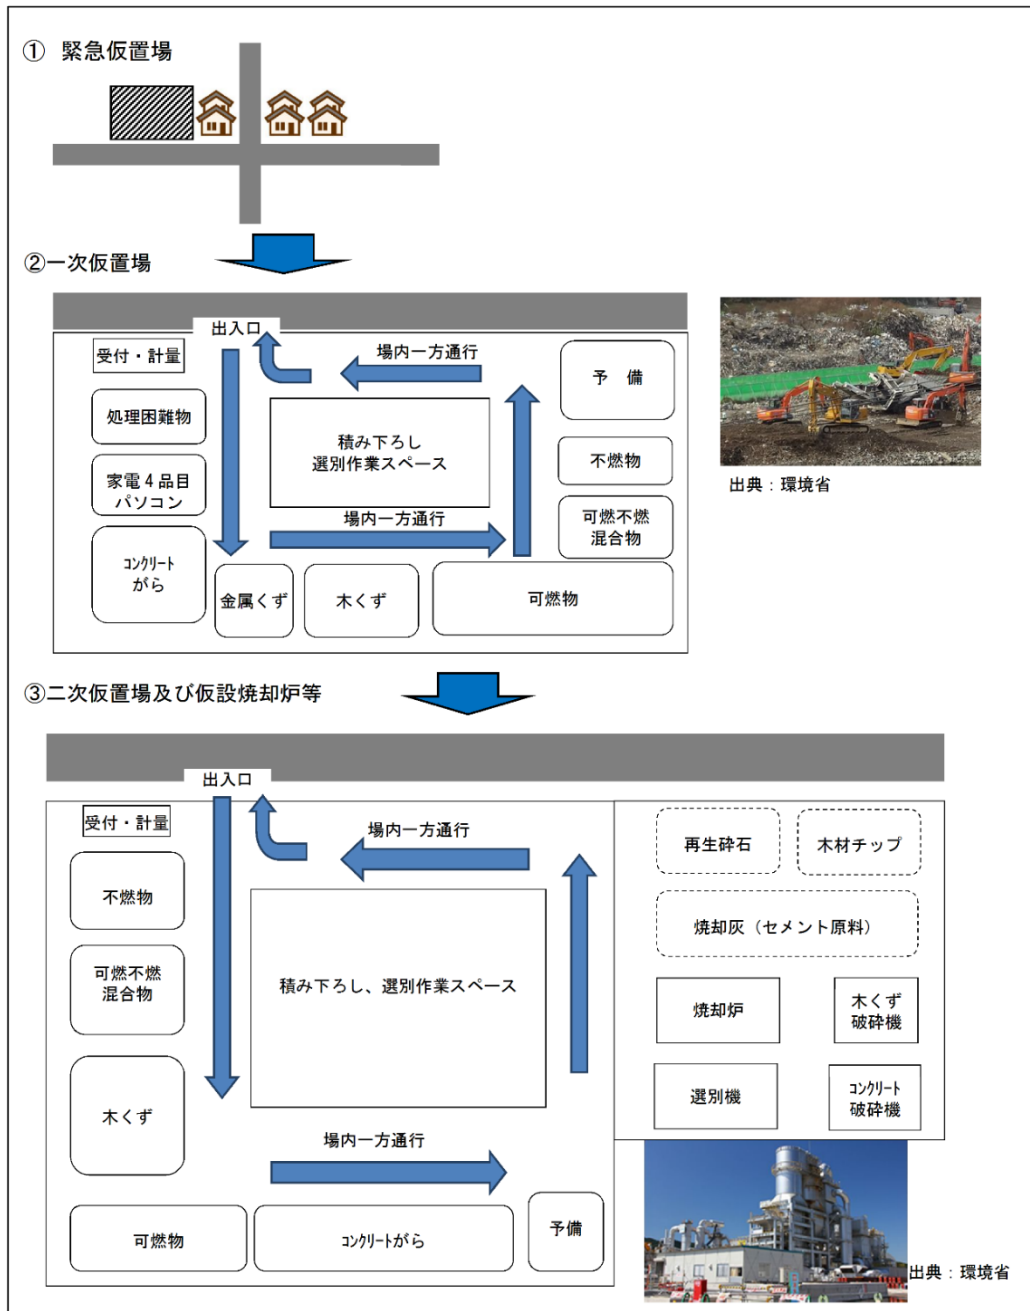 ① 緊急仮置場
②一次仮置場
出入口
受付・計量
場内一方通行
予 備
処理困難物
積み下ろし
選別作業スペース
不燃物
出典：環境省
家電４品目
パソコン
場内一方通行
可燃不燃
混合物
コンクリート
がら
金属くず
木くず
可燃物
③二次仮置場及び仮設焼却炉等
出入口
受付・計量
場内一方通行
再生砕石
木材チップ
不燃物
焼却灰（セメント原料）
可燃不燃
混合物
積み下ろし、選別作業スペース
焼却炉
木くず
破砕機
選別機
コンクリート
破砕機
木くず
場内一方通行
可燃物
コンクリートがら
予備
出典：環境省